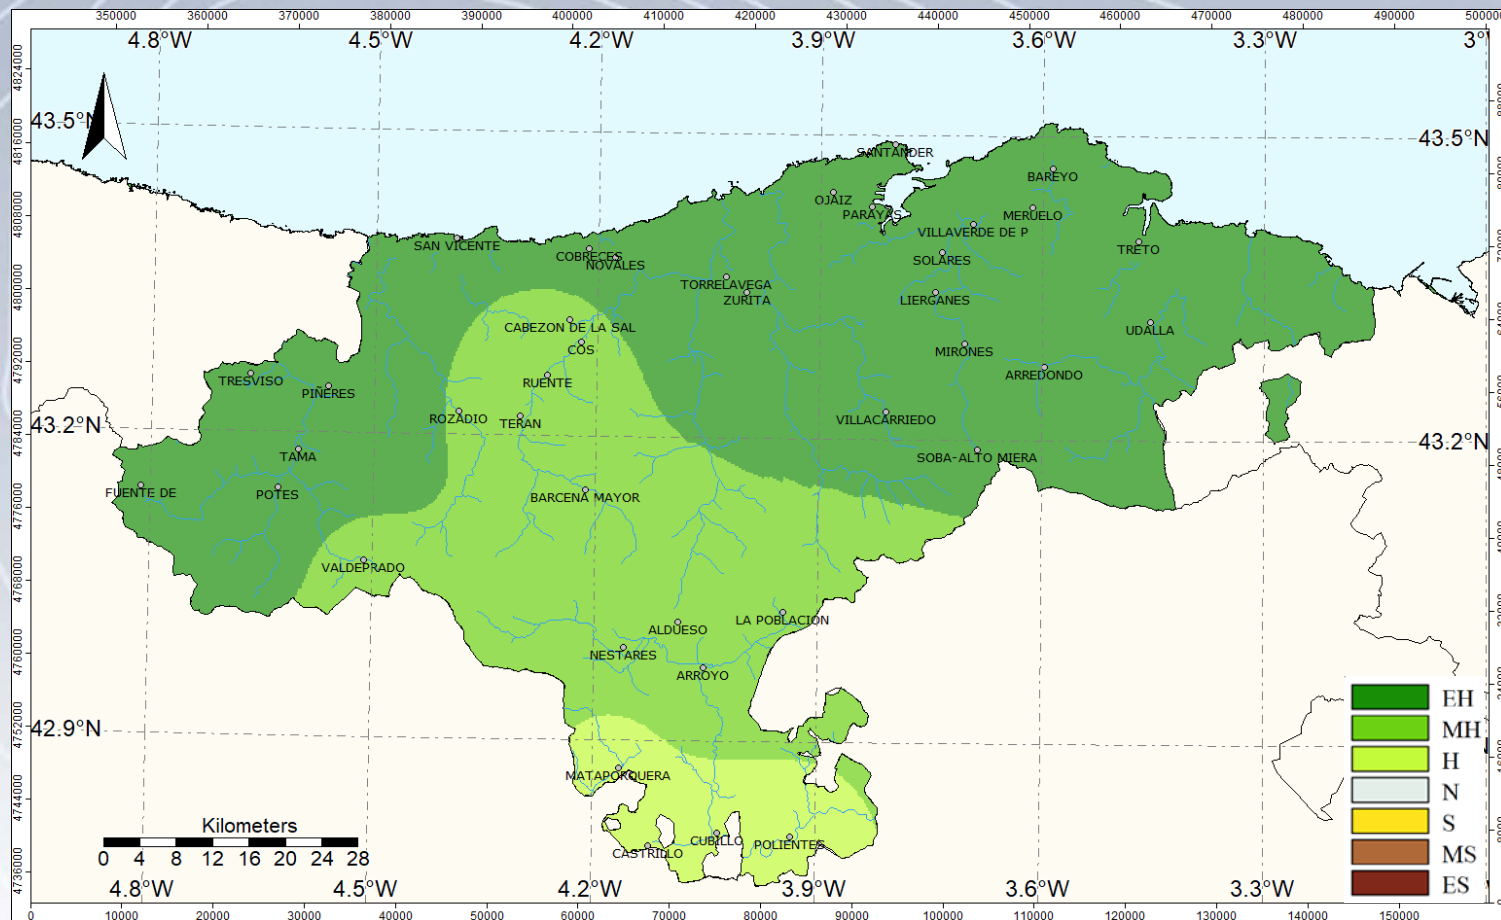 350000 360000 370000 380000 390000 400000 410000 420000 430000 440000 450000 460000 470000 480000 490000 500000
4.8°W 4.5°W 4.2°W 3.9°W 3.6°W 3.3°W 3°
4824000
43.5°N 43.5°N
4816000
SANTANDER
BAREYO
OJAIZ
PARAYAS
MERUELO
4808000
VILLAVERDE DE P
SAN VICENTE
TRETO
COBRECES
NOVALES
SOLARES
TORRELAVEGA
4800000
ZURITA
LIERGANES
CABEZON DE LA SAL
UDALLA
COS
MIRONES
4792000
ARREDONDO
TRESVISO
RUENTE
PIÑERES
ROZADIO
VILLACARRIEDO
TERAN
43.2°N 43.2°N
4784000
TAMA
SOBA-ALTO MIERA
FUENTE DE
POTES
BARCENA MAYOR
4776000
VALDEPRADO
4768000
LA POBLACION
ALDUESO
NESTARES
4760000
ARROYO
EH
42.9°N
MH
4752000
H
MATAPORQUERA
N
4744000
S
Kilometers
CUBILLO
POLIENTES
CASTRILLO
MS
0 4 8 12 16 20 24 28
4736000
ES
4.8°W 4.5°W 4.2°W 3.9°W 3.6°W 3.3°W
10000 20000 0 40000 50000 60000 70000 80000 90000 100000 110000 120000 130000 140000 150000